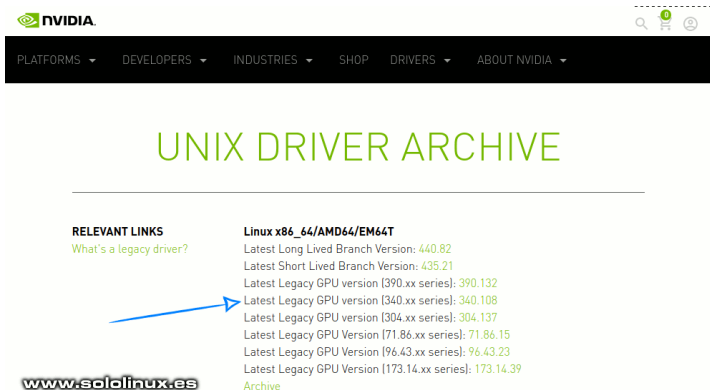 NVIDIA.
0
PLATFORMS DEVELOPERS INDUSTRIES SHOP DRIVERS ABOUT NVIDIA
UNIX DRIVER ARCHIVE
RELEVANT LINKS
What's a legacy driver?
Linux x86_64/AMD64/EM64T
Latest Long Lived Branch Version: 440.82
Latest Short Lived Branch Version: 435.21
Latest Legacy GPU version (390.xx series): 390.132
Latest Legacy GPU version (340.xx series): 340.108
Latest Legacy GPU version (304.xx series): 304.137
Latest Legacy GPU Version (71.86.xx series): 71.86.15
Latest Legacy GPU Version (96.43.xx series): 96.43.23
Latest Legacy GPU Version (173.14.xx series): 173.14.39
Archive
www.sololinux.es